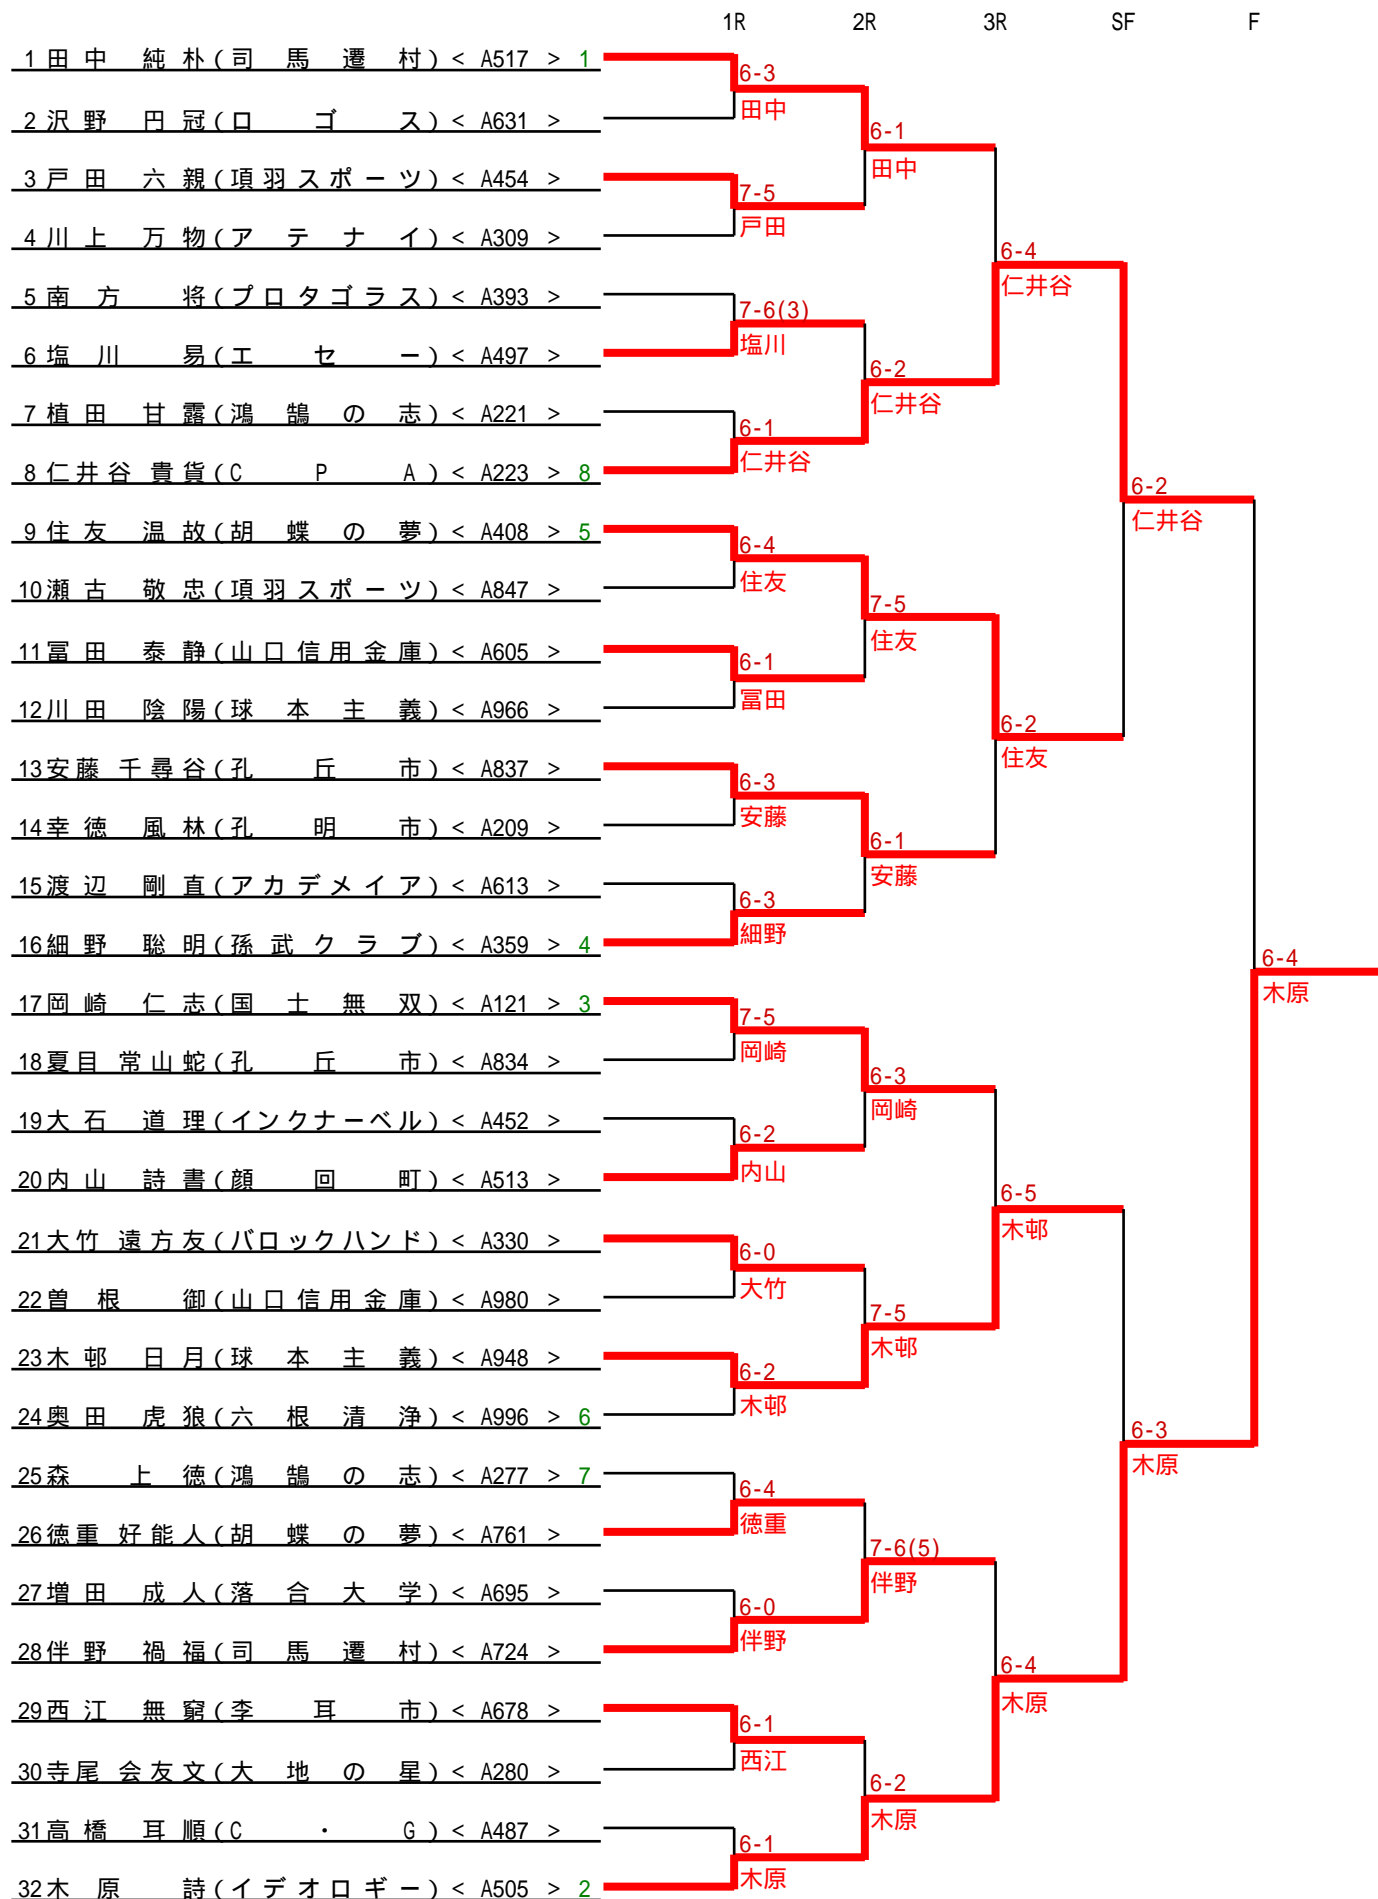 1R 2R 3R SF F
1 田中 純朴(司馬遷村) < A517 > 1
6-3
田中
2 沢野 円冠(ロゴス) < A631 >
6-1
田中
3 戸田 六親(項羽スポーツ) < A454 >
7-5
戸田
4 川上 万物(アテナイ) < A309 >
6-4
仁井谷
5 南方 将(プロタゴラス) < A393 >
7-6(3)
塩川
6 塩川 易(エセー) < A497 >
6-2
仁井谷
7 植田 甘露(鴻鵠の志) < A221 >
6-1
仁井谷
8 仁井谷 貴貨(CPA) < A223 > 8
6-2
仁井谷
9 住友 温故(胡蝶の夢) < A408 > 5
6-4
住友
10 瀬古 敬忠(項羽スポーツ) < A847 >
7-5
住友
11 冨田 泰静(山口信用金庫) < A605 >
6-1
冨田
12 川田 陰陽(球本主義) < A966 >
6-2
住友
13 安藤 千尋谷(孔丘市) < A837 >
6-3
安藤
14 幸徳 風林(孔明市) < A209 >
6-1
安藤
15 渡辺 剛直(アカデメイア) < A613 >
6-3
細野
16 細野 聡明(孫武クラブ) < A359 > 4
6-4
木原
17 岡崎 仁志(国士無双) < A121 > 3
7-5
岡崎
18 夏目 常山蛇(孔丘市) < A834 >
6-3
岡崎
19 大石 道理(インクナーベル) < A452 >
6-2
内山
20 内山 詩書(顔回町) < A513 >
6-5
木邨
21 大竹 遠方友(バロックハンド) < A330 >
6-0
大竹
22 曽根 御(山口信用金庫) < A980 >
7-5
木邨
23 木邨 日月(球本主義) < A948 >
6-2
木邨
24 奥田 虎狼(六根清浄) < A996 > 6
6-3
木原
25 森 上徳(鴻鵠の志) < A277 > 7
6-4
徳重
26 徳重 好能人(胡蝶の夢) < A761 >
7-6(5)
伴野
27 増田 成人(落合大学) < A695 >
6-0
伴野
28 伴野 禍福(司馬遷村) < A724 >
6-4
木原
29 西江 無窮(李耳市) < A678 >
6-1
西江
30 寺尾 会友文(大地の星) < A280 >
6-2
木原
31 高橋 耳順(C・G) < A487 >
6-1
木原
32 木原 詩(イデオロギー) < A505 > 2